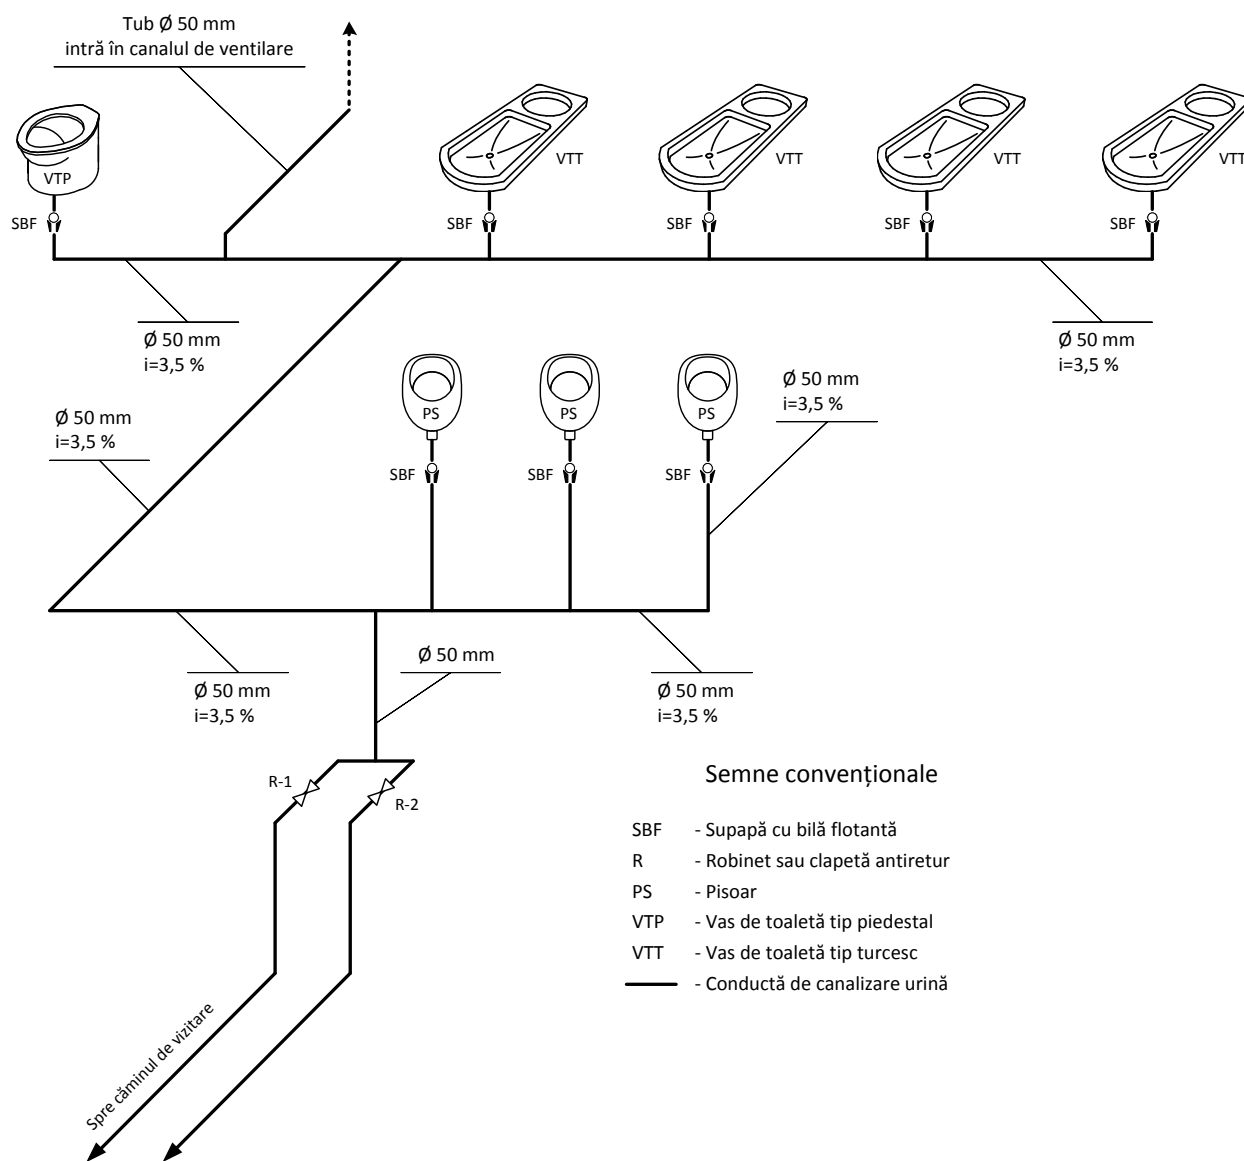 Tub Ø 50 mm
intră în canalul de ventilare
VTP
VTT
VTT
VTT
VTT
SBF
SBF
SBF
SBF
SBF
Ø 50 mm
i=3,5 %
Ø 50 mm
i=3,5 %
Ø 50 mm
i=3,5 %
Ø 50 mm
i=3,5 %
PS
PS
PS
SBF
SBF
SBF
Ø 50 mm
Ø 50 mm
i=3,5 %
Ø 50 mm
i=3,5 %
R-1
R-2
Spre căminul de vizitare
Semne convenționale
SBF - Supapă cu bilă flotantă
R - Robinet sau clapetă antiretur
PS - Pisoar
VTP - Vas de toaletă tip piedestal
VTT - Vas de toaletă tip turcesc
- Conductă de canalizare urină